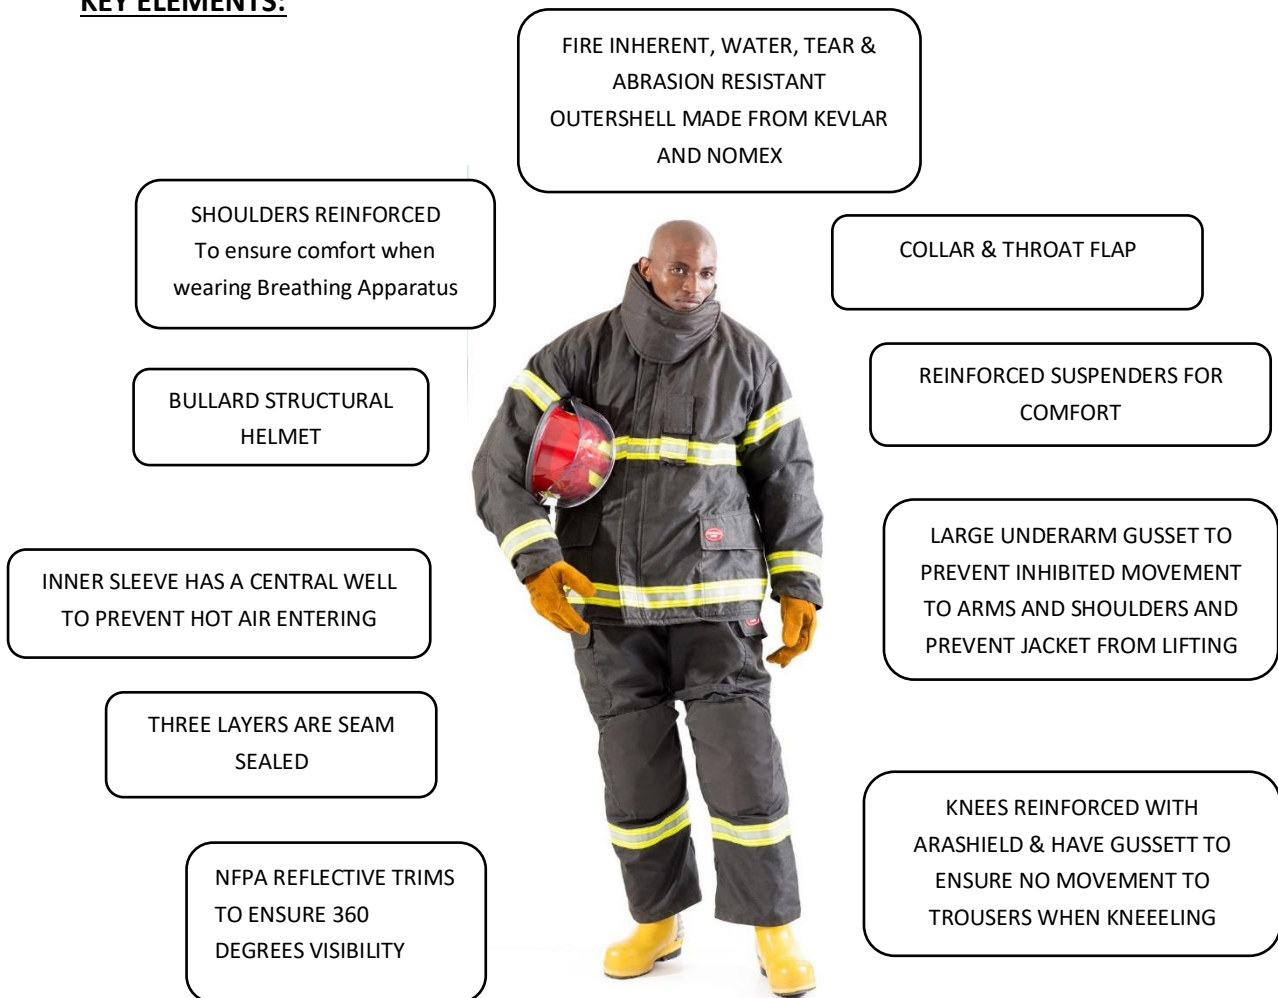 KEY ELEMENTS:
FIRE INHERENT, WATER, TEAR &
ABRASION RESISTANT
OUTERSHELL MADE FROM KEVLAR
AND NOMEX
SHOULDERS REINFORCED
To ensure comfort when
wearing Breathing Apparatus
COLLAR & THROAT FLAP
BULLARD STRUCTURAL
HELMET
REINFORCED SUSPENDERS FOR
COMFORT
INNER SLEEVE HAS A CENTRAL WELL
TO PREVENT HOT AIR ENTERING
LARGE UNDERARM GUSSET TO
PREVENT INHIBITED MOVEMENT
TO ARMS AND SHOULDERS AND
PREVENT JACKET FROM LIFTING
THREE LAYERS ARE SEAM
SEALED
KNEES REINFORCED WITH
ARASHIELD & HAVE GUSSETT TO
ENSURE NO MOVEMENT TO
TROUSERS WHEN KNEEELING
NFPA REFLECTIVE TRIMS
TO ENSURE 360
DEGREES VISIBILITY